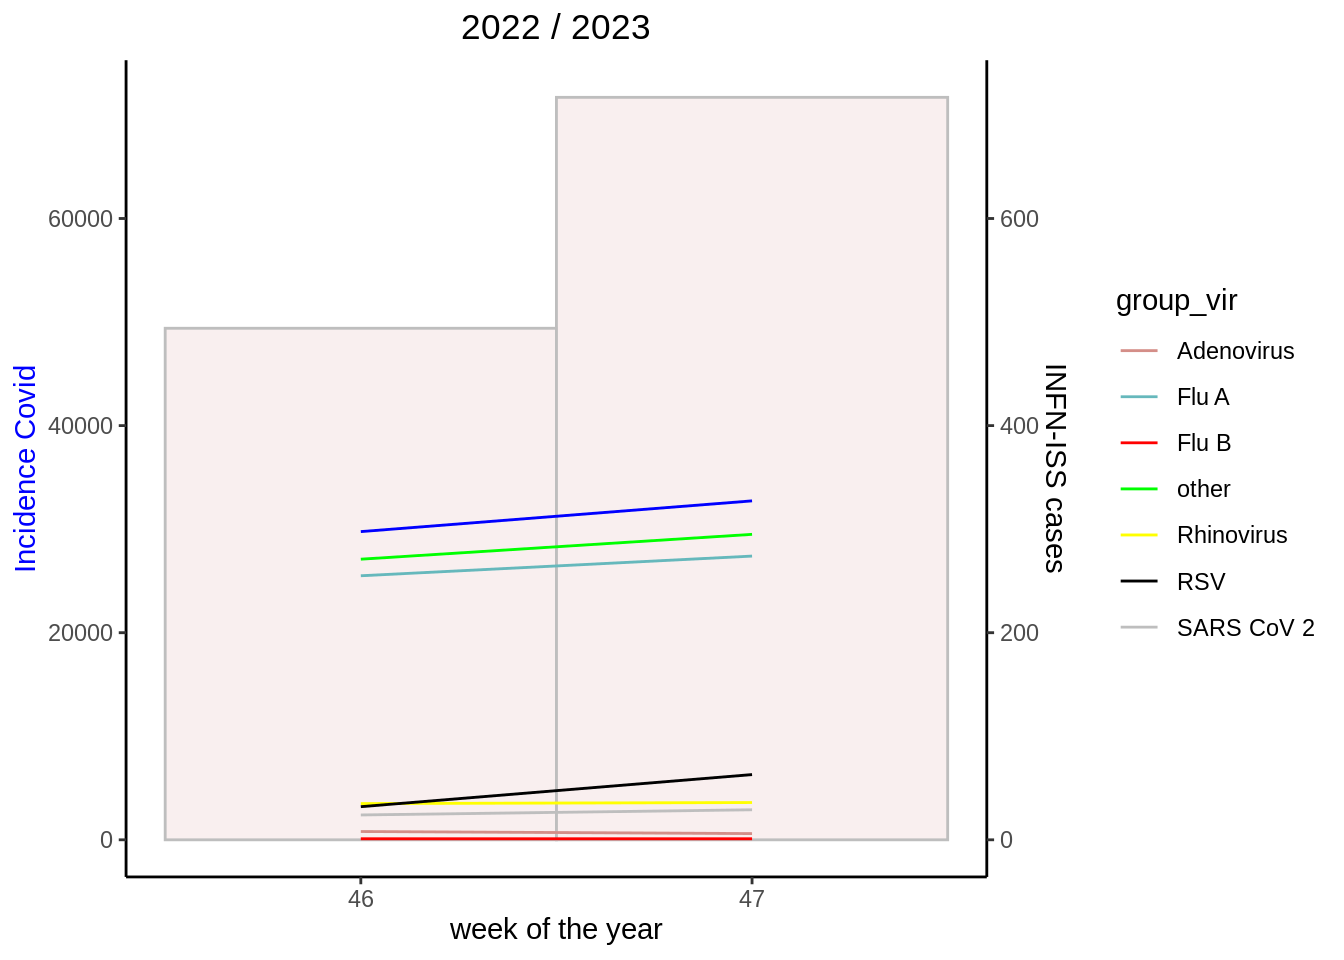 2022 / 2023
Incidence Covid
60000
40000
20000
0
46
47
week of the year
600
400
200
0
INFN-ISS cases
group_vir
Adenovirus
Flu A
Flu B
other
Rhinovirus
RSV
SARS CoV 2